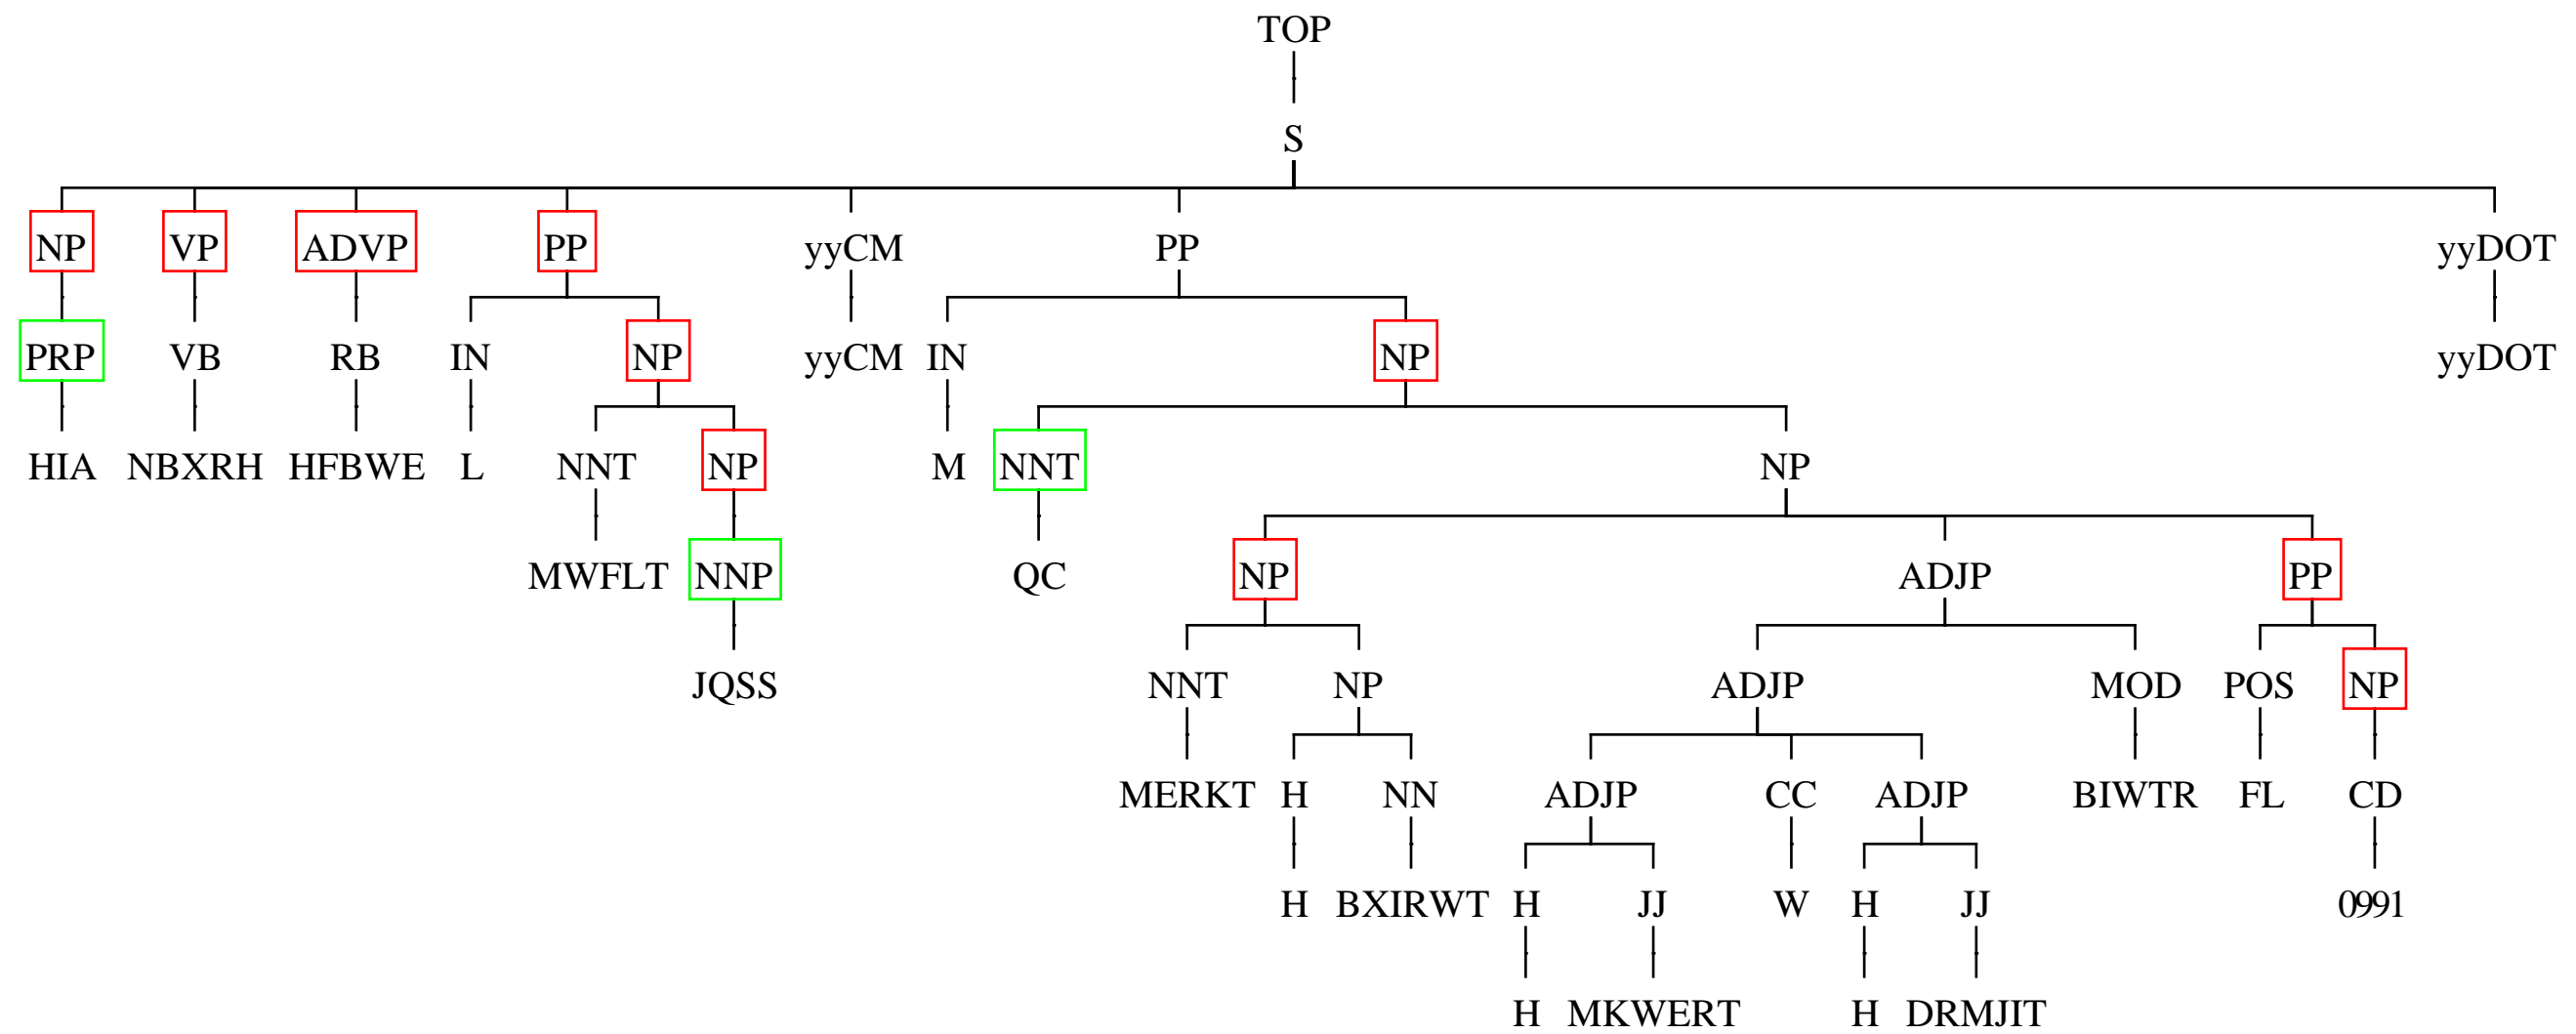 TOP
S
NP VP ADVP PP yyCM PP yyDOT
PRP VB RB IN NP yyCM IN NP yyDOT
HIA NBXRH HFBWE L NNT NP M NNT NP
MWFLT NNP QC NP ADJP PP
JQSS NNT NP ADJP MOD POS NP
MERKT H NN ADJP CC ADJP BIWTR FL CD
H BXIRWT H JJ W H JJ 0991
H MKWERT H DRMJIT